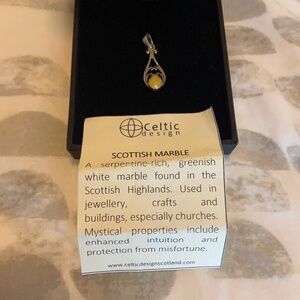 Celtic
design
SCOTTISH MARBLE
A serpentine-rich, greenish
white marble found in the
Scottish Highlands. Used in
jewellery, crafts and
buildings, especially churches.
Mystical properties include
enhanced intuition and
protection from misfortune.
www.celticdesignscotland.com